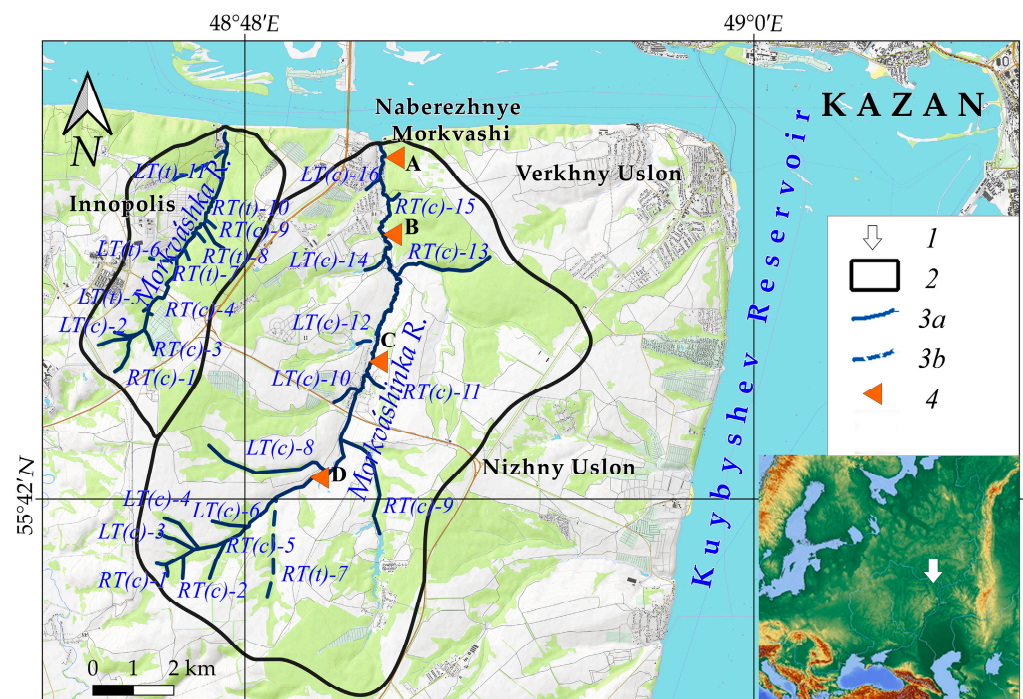 48°48'E
49°0'E
Naberezhnye
Morkvashi
KAZAN
N
A
LT(t)-11
LT(c)-16
Verkhny Uslon
Innopolis
RT(t)-10
RT(c)-15
Morkváshka R.
RT(c)-9
B
LT(t)-6
RT(t)-8
RT(c)-13
RT(t)-7
LT(c)-14
1
2
LT(t)-5
RT(c)-4
3a
LT(c)-2
LT(c)-12
RT(c)-3
C
3b
RT(c)-1
LT(c)-10
RT(c)-11
4
Morkváshinka R.
Kuybyshev Reservoir
LT(c)-8
D
Nizhny Uslon
55°42'N
LT(c)-4
LT(c)-6
RT(c)-9
LT(c)-3
RT(c)-5
RT(c)-1
RT(c)-2
RT(t)-7
0 1 2 km